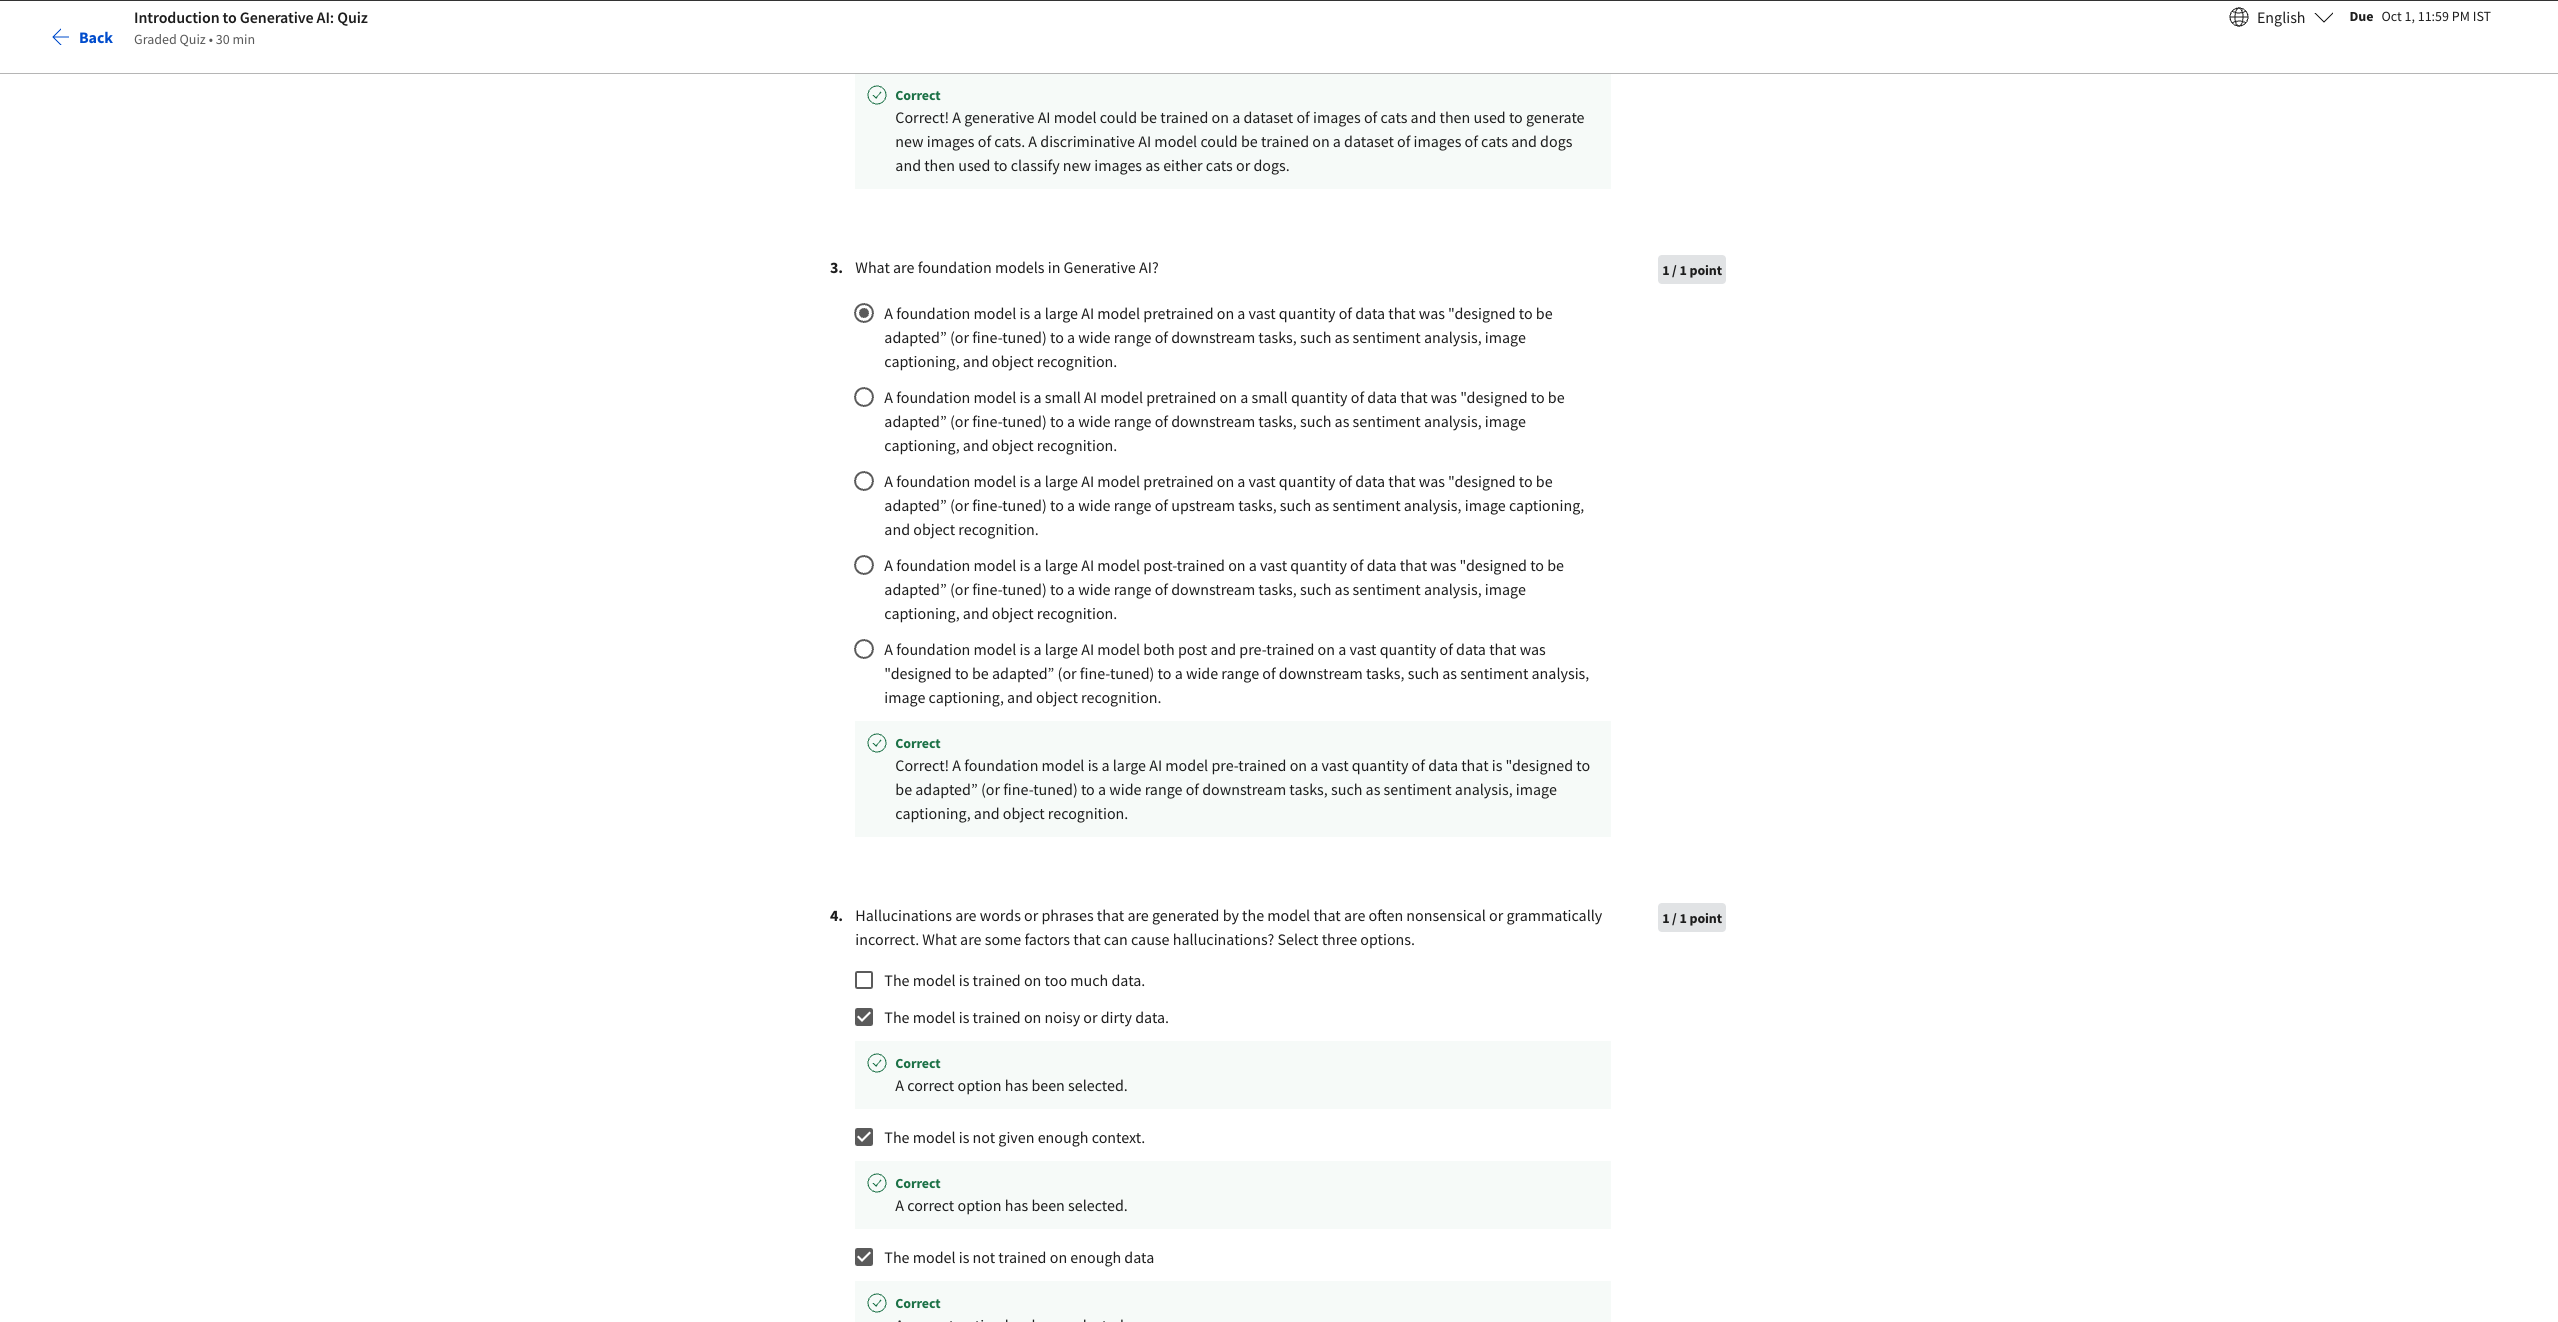 Introduction to Generative AI: Quiz
Back
Graded Quiz • 30 min
English
Due Oct 1, 11:59 PM IST
Correct
Correct! A generative AI model could be trained on a dataset of images of cats and then used to generate
new images of cats. A discriminative AI model could be trained on a dataset of images of cats and dogs
and then used to classify new images as either cats or dogs.
3. What are foundation models in Generative AI?
1 / 1 point
A foundation model is a large AI model pretrained on a vast quantity of data that was "designed to be
adapted” (or fine-tuned) to a wide range of downstream tasks, such as sentiment analysis, image
captioning, and object recognition.
A foundation model is a small AI model pretrained on a small quantity of data that was "designed to be
adapted” (or fine-tuned) to a wide range of downstream tasks, such as sentiment analysis, image
captioning, and object recognition.
A foundation model is a large AI model pretrained on a vast quantity of data that was "designed to be
adapted” (or fine-tuned) to a wide range of upstream tasks, such as sentiment analysis, image captioning,
and object recognition.
A foundation model is a large AI model post-trained on a vast quantity of data that was "designed to be
adapted” (or fine-tuned) to a wide range of downstream tasks, such as sentiment analysis, image
captioning, and object recognition.
A foundation model is a large AI model both post and pre-trained on a vast quantity of data that was
"designed to be adapted” (or fine-tuned) to a wide range of downstream tasks, such as sentiment analysis,
image captioning, and object recognition.
Correct
Correct! A foundation model is a large AI model pre-trained on a vast quantity of data that is "designed to
be adapted” (or fine-tuned) to a wide range of downstream tasks, such as sentiment analysis, image
captioning, and object recognition.
4. Hallucinations are words or phrases that are generated by the model that are often nonsensical or grammatically
incorrect. What are some factors that can cause hallucinations? Select three options.
1 / 1 point
The model is trained on too much data.
The model is trained on noisy or dirty data.
Correct
A correct option has been selected.
The model is not given enough context.
Correct
A correct option has been selected.
The model is not trained on enough data
Correct